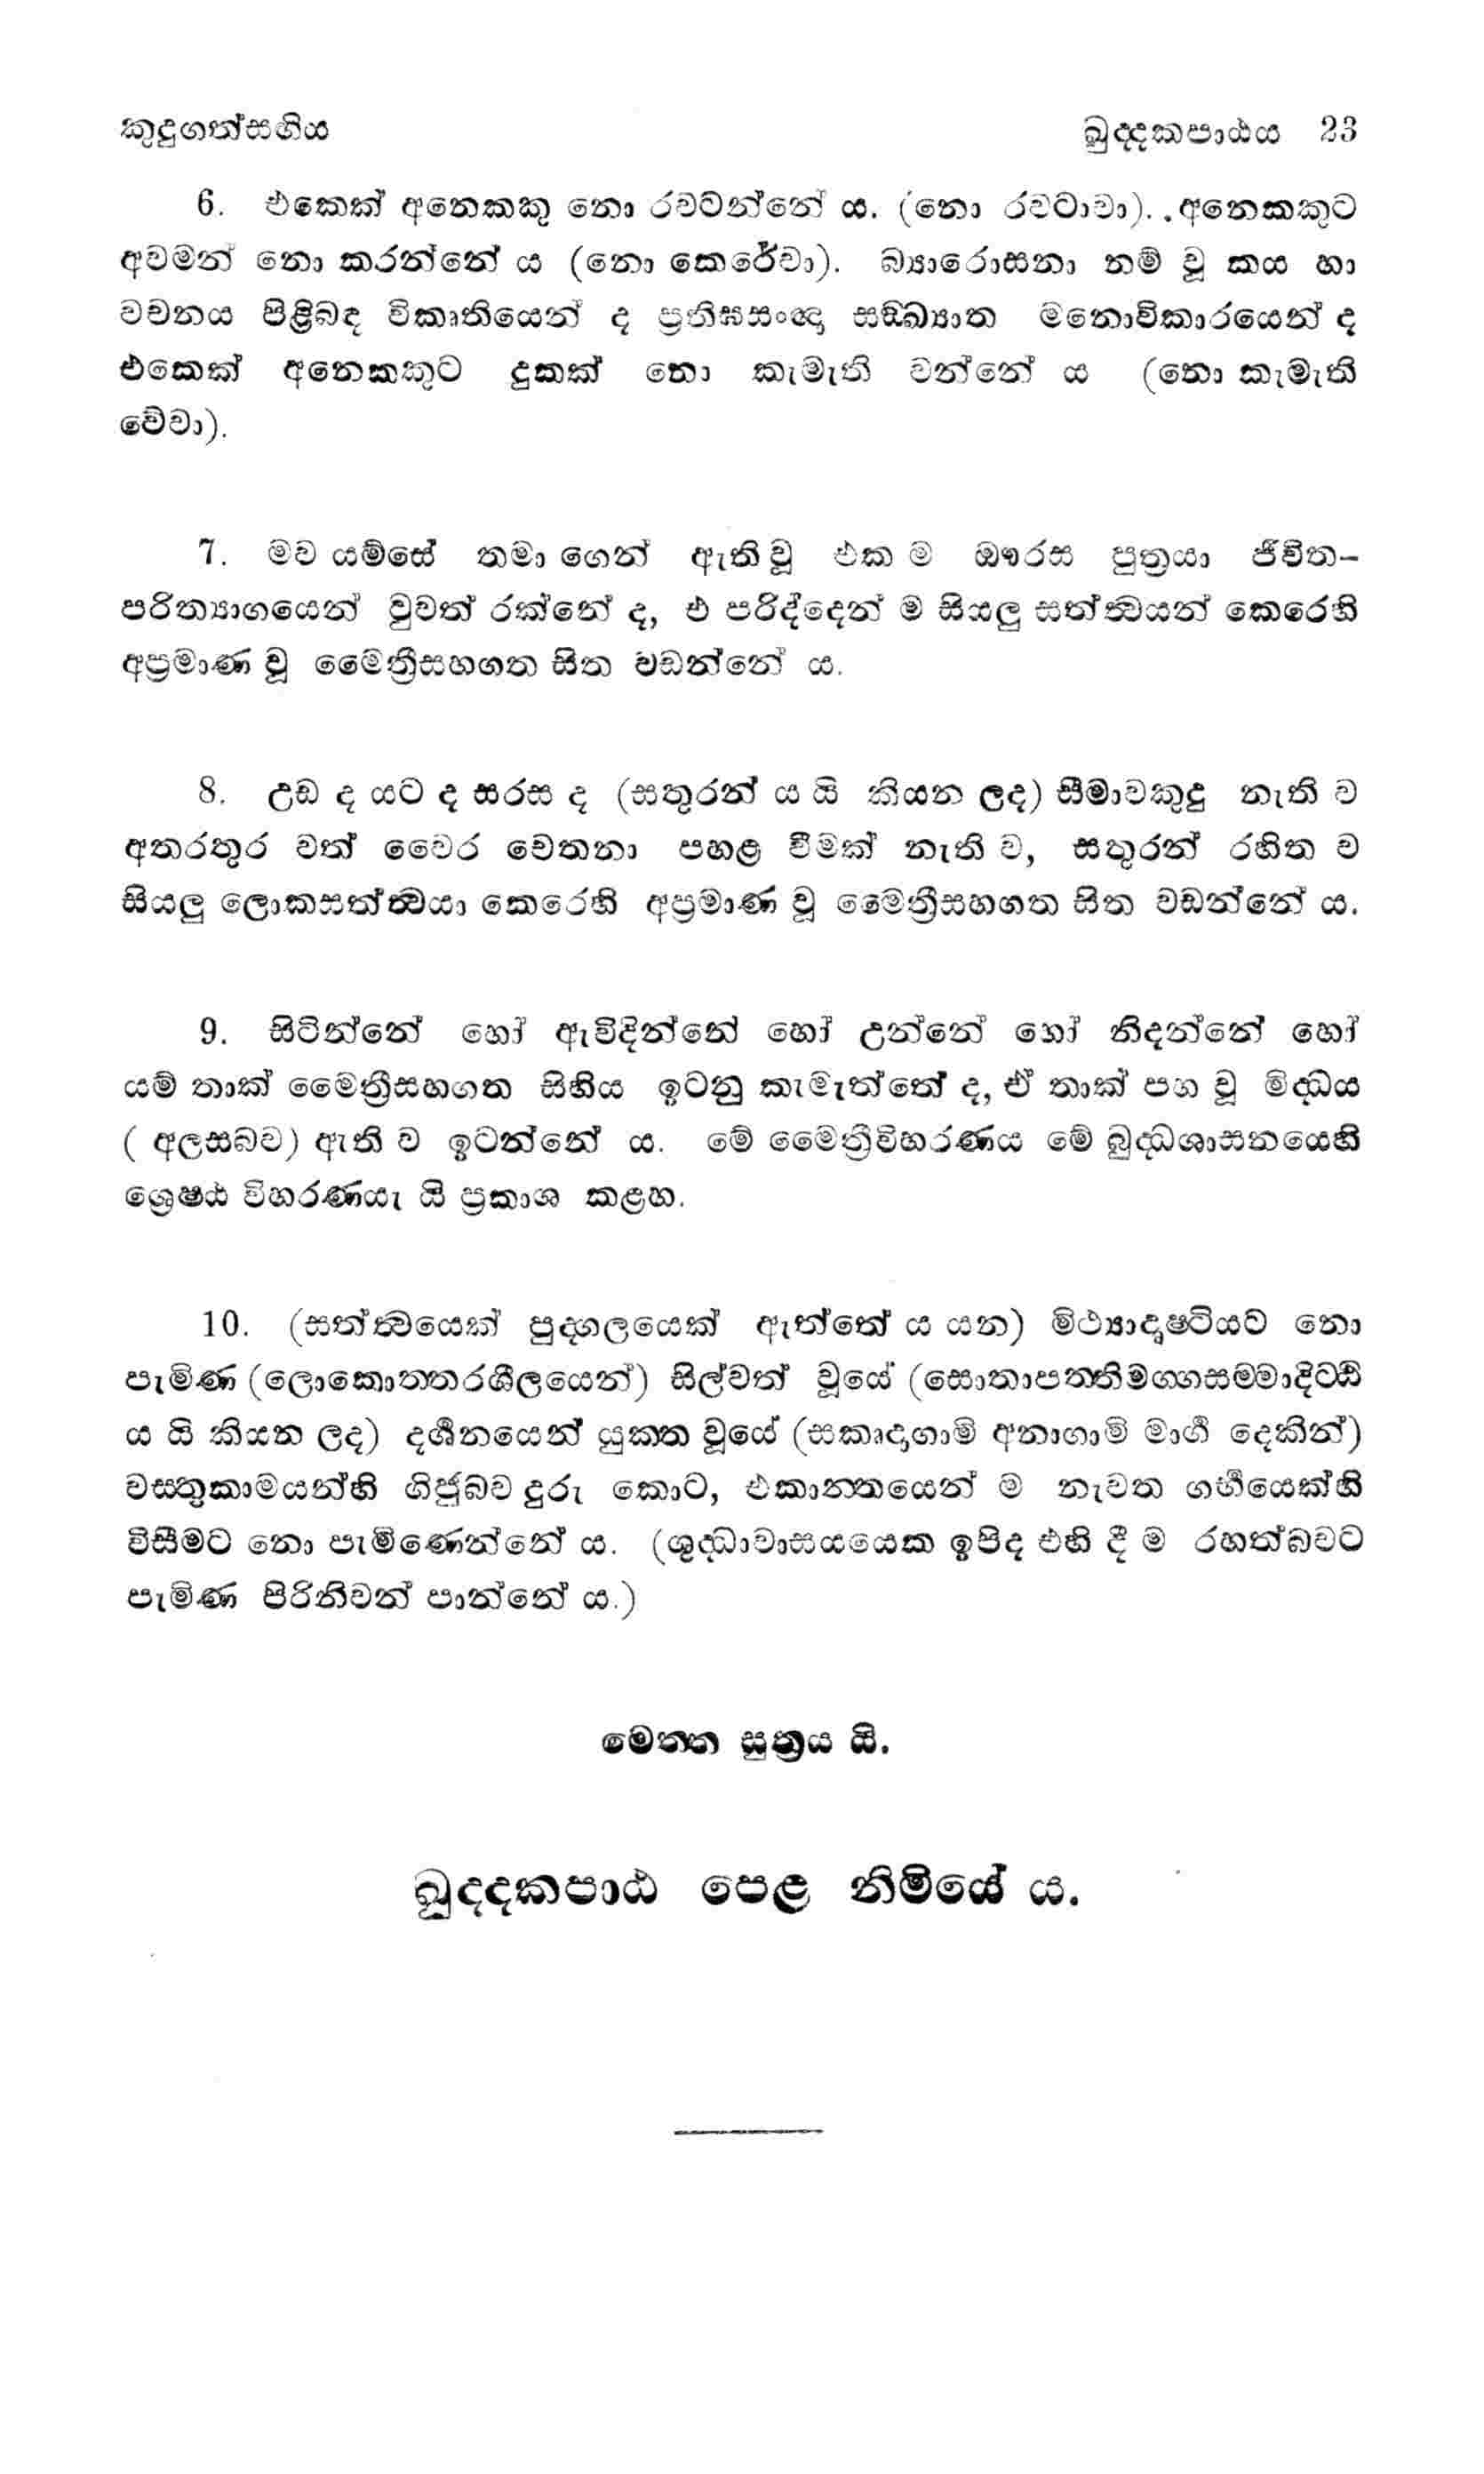 කුදුගත්සඟිය ඛුද්දකපාඨය 23
6. එකෙක් අනෙකකු නො රවටන්නේ ය. (නො රවටාවා). . අනෙකකුට
අවමන් නො කරන්නේ ය (නො කෙරේවා). බ්‍යාරොසනා නම් වූ කය හා
වචනය පිළිබඳ විකෘතියෙන් ද ප්‍රතිඝසංඥා සඞ්ඛ්‍යාත මනොවිකාරයෙන් ද
එකෙක් අනෙකකුට දුකක් නො කැමැති වන්නේ ය (නො කැමැති
වේවා).
7. මව යම්සේ තමා ගෙන් ඇති වූ එක ම ඖරස පුත්‍රයා ජීවිත-
පරිත්‍යාගයෙන් වුවත් රක්නේ ද, එ පරිද්දෙන් ම සියලු සත්ත්‍වයන් කෙරෙහි
අප්‍රමාණ වූ මෛත්‍රීසහගත සිත වඩන්නේ ය.
8. උඩ ද යට ද සරස ද (සතුරන් ය යි කියන ලද) සීමාවකුදු නැති ව
අතරතුර වත් වෛර චෙතනා පහළ වීමක් නැති ව, සතුරන් රහිත ව
සියලු ලොකසත්ත්‍වයා කෙරෙහි අප්‍රමාණ වූ මෛත්‍රීසහගත සිත වඩන්නේ ය.
9. සිටින්නේ හෝ ඇවිදින්නේ හෝ උන්නේ හෝ නිදන්නේ හෝ
යම් තාක් මෛත්‍රීසහගත සිහිය ඉටනු කැමැත්තේ ද, ඒ තාක් පහ වූ මිද්ධය
( අලසබව) ඇති ව ඉටන්නේ ය. මේ මෛත්‍රීවිහරණය මේ බුද්ධශාසනයෙහි
ශ්‍රෙෂ්ඨ විහරණයැ යි ප්‍රකාශ කළහ.
10. (සත්ත්‍වයෙක් පුද්ගලයෙක් ඇත්තේ ය යන) මිථ්‍යාදෘෂ්ටියට නො
පැමිණ (ලොකොත්තරශීලයෙන්) සිල්වත් වූයේ (සොතාපත්තිමග්ගසම්මාදිට්ඨි
ය යි කියන ලද) දර්ශනයෙන් යුක්ත වූයේ (සකෘදාගාමි අනාගාමි මාර්ග දෙකින්)
වස්තුකාමයන්හි ගිජුබව දුරු කොට, එකාන්තයෙන් ම නැවත ගර්භයෙක්හි
විසීමට නො පැමිණෙන්නේ ය. (ශුද්ධාවාසයයෙක ඉපිද එහි දී ම රහත්බවට
පැමිණ පිරිනිවන් පාන්නේ ය.)
මෙත්ත සූත්‍රය යි.
ඛුද්දකපාඨ පෙළ නිමියේ ය.